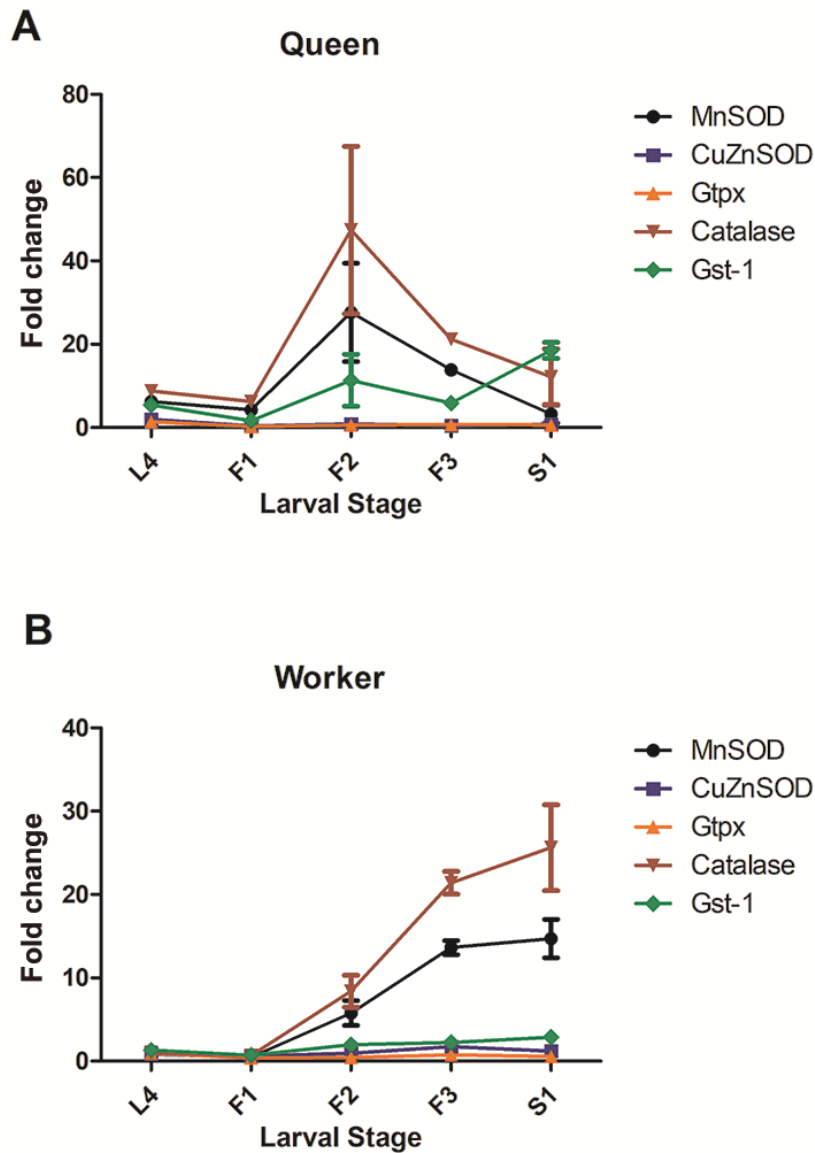 A
Queen
80
60
40
20
0
Fold change
L4 F1 F2 F3 S1
Larval Stage
MnSOD
CuZnSOD
Gtpx
Catalase
Gst-1
B
Worker
40
30
20
10
0
Fold change
L4 F1 F2 F3 S1
Larval Stage
MnSOD
CuZnSOD
Gtpx
Catalase
Gst-1